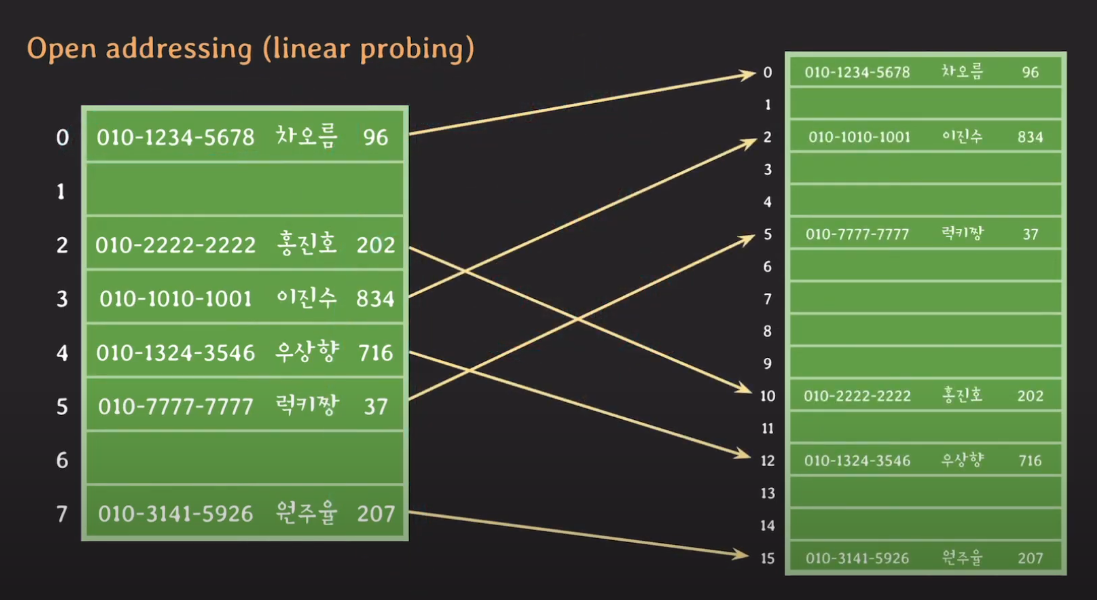 Open addressing (linear probing)
0 010-1234-5678 차오름 96
1
2 010-2222-2222 홍진호 202
3 010-1010-1001 이진수 834
4 010-1324-3546 우상향 716
5 010-7777-7777 럭키짱 37
6
7 010-3141-5926 원주율 207
0 010-1234-5678 차오름 96
1
2 010-1010-1001 이진수 834
3
4
5 010-7777-7777 럭키짱 37
6
7
8
9
10 010-2222-2222 홍진호 202
11
12 010-1324-3546 우상향 716
13
14
15 010-3141-5926 원주율 207